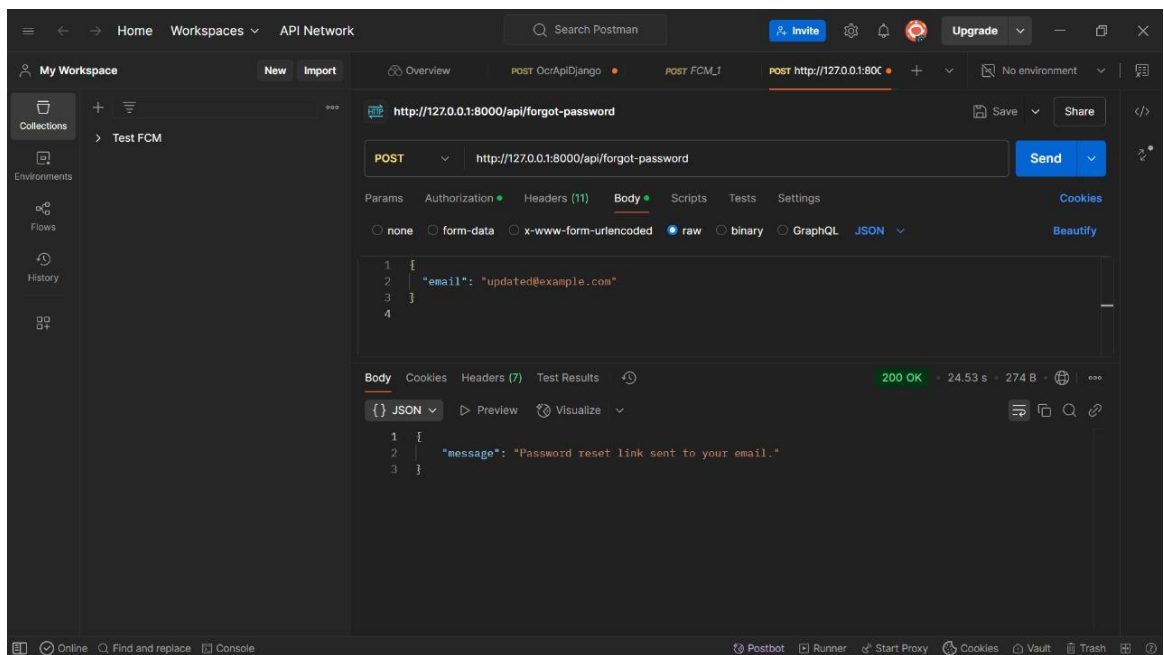 Home Workspaces API Network Search Postman Invite Upgrade
My Workspace New Import Overview POST OcrApiDjango POST FCM_1 POST http://127.0.0.1:800 No environment
Collections
Test FCM
Environments
Flows
History
HTTP http://127.0.0.1:8000/api/forgot-password Save Share
POST http://127.0.0.1:8000/api/forgot-password Send
Params Authorization Headers (11) Body Scripts Tests Settings Cookies
none form-data x-www-form-urlencoded raw binary GraphQL JSON Beautify
1 {
2 "email": "updated@example.com"
3 }
4
Body Cookies Headers (7) Test Results 200 OK 24.53 s 274 B
{} JSON Preview Visualize
1 {
2 "message": "Password reset link sent to your email."
3 }
Online Find and replace Console Postbot Runner Start Proxy Cookies Vault Trash